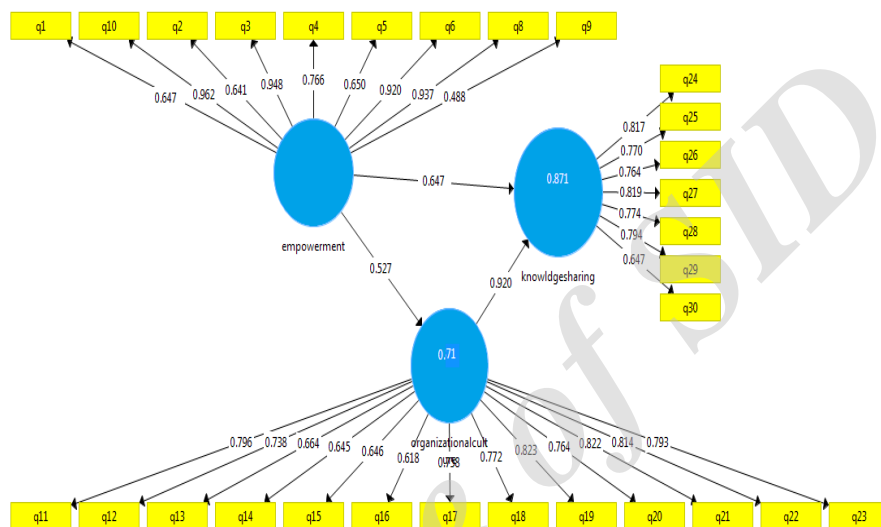 q1 q10 q2 q3 q4 q5 q6 q8 q9
0.647 0.962 0.641 0.948 0.766 0.650 0.920 0.937 0.488
q24
q25
q26
q27
q28
q29
q30
0.817
0.770
0.764
0.819
0.774
0.794
0.647
0.871
0.647
empowerment
knowldgesharing
0.527
0.920
0.71
organizationalcult
0.796 0.738 0.664 0.645 0.646 0.618 0.758 0.772 0.823 0.764 0.822 0.814 0.793
q11 q12 q13 q14 q15 q16 q17 q18 q19 q20 q21 q22 q23
of SID